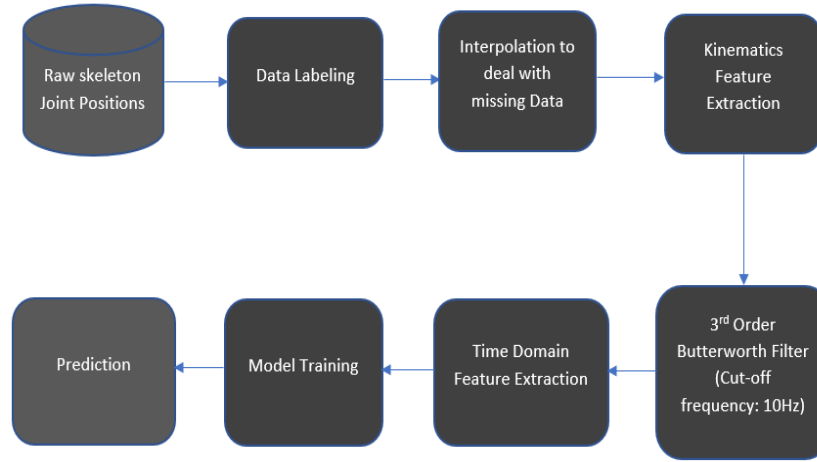 Raw skeleton
Joint Positions
Data Labeling
Interpolation to
deal with
missing Data
Kinematics
Feature
Extraction
3rd Order
Butterworth Filter
(Cut-off
frequency: 10Hz)
Time Domain
Feature Extraction
Model Training
Prediction